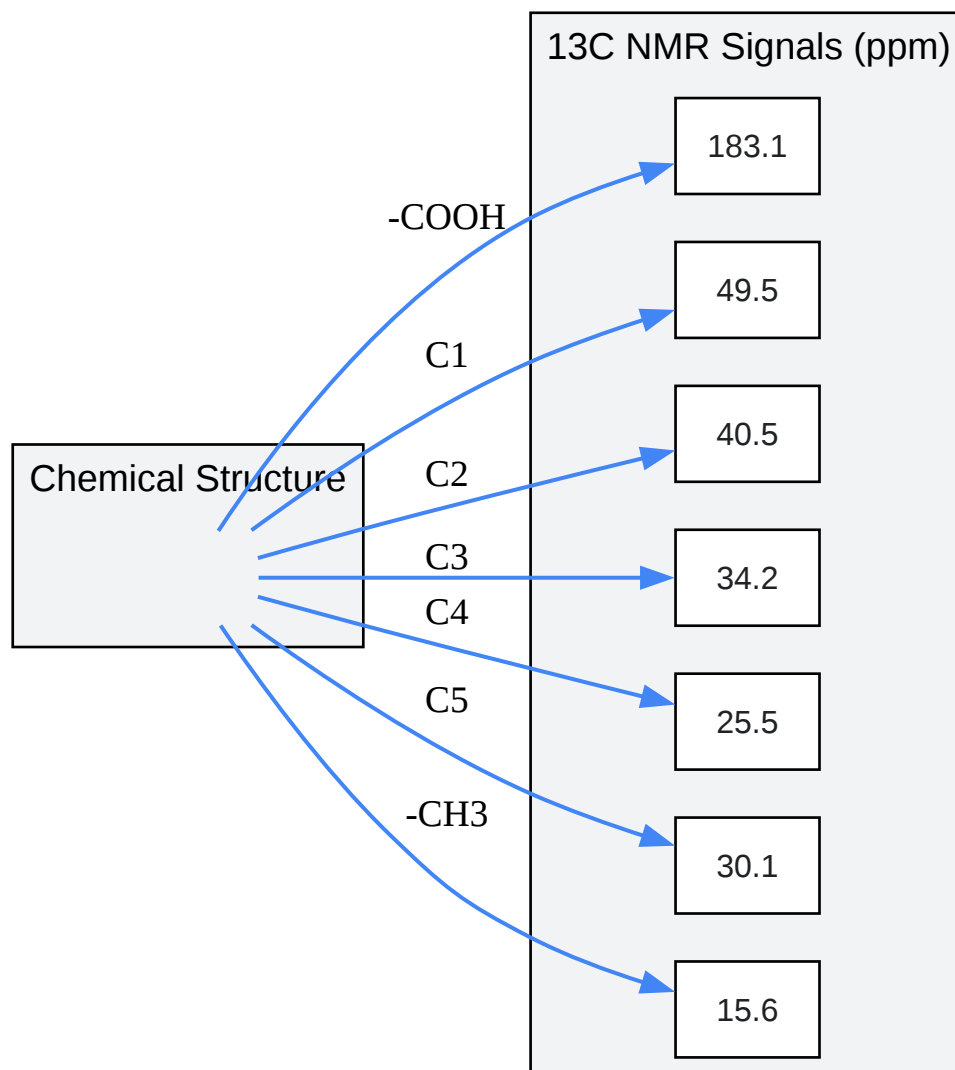 13C NMR Signals (ppm)
183.1
-COOH
49.5
C1
40.5
Chemical Structure
C2
C3
34.2
C4
C5
25.5
-CH3
30.1
15.6